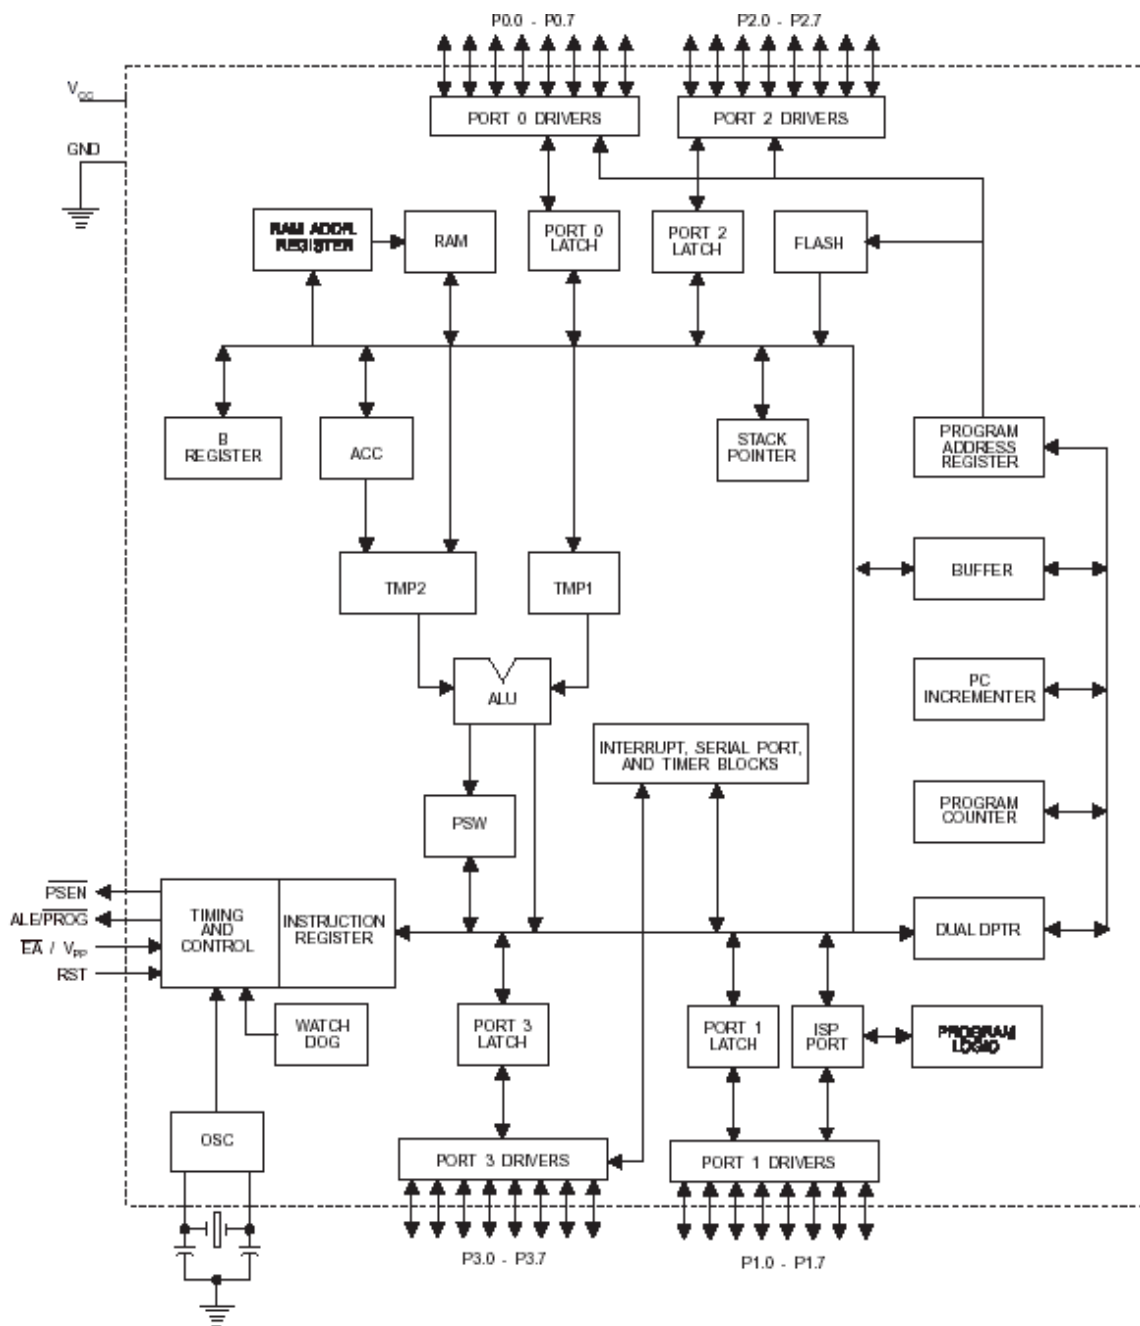 P0.0 - P0.7
P2.0 - P2.7
VCC
GND
PORT 0 DRIVERS
PORT 2 DRIVERS
RAM ADDR.
REGISTER
RAM
PORT 0
LATCH
PORT 2
LATCH
FLASH
B
REGISTER
ACC
STACK
POINTER
PROGRAM
ADDRESS
REGISTER
BUFFER
TMP2
TMP1
ALU
PC
INCREMENTER
INTERRUPT, SERIAL PORT,
AND TIMER BLOCKS
PSW
PROGRAM
COUNTER
PSEN
ALE/PROG
EA / VPP
RST
TIMING
AND
CONTROL
INSTRUCTION
REGISTER
DUAL DPTR
WATCH
DOG
PORT 3
LATCH
PORT 1
LATCH
ISP
PORT
PROGRAM
LOGIC
OSC
PORT 3 DRIVERS
PORT 1 DRIVERS
P3.0 - P3.7
P1.0 - P1.7